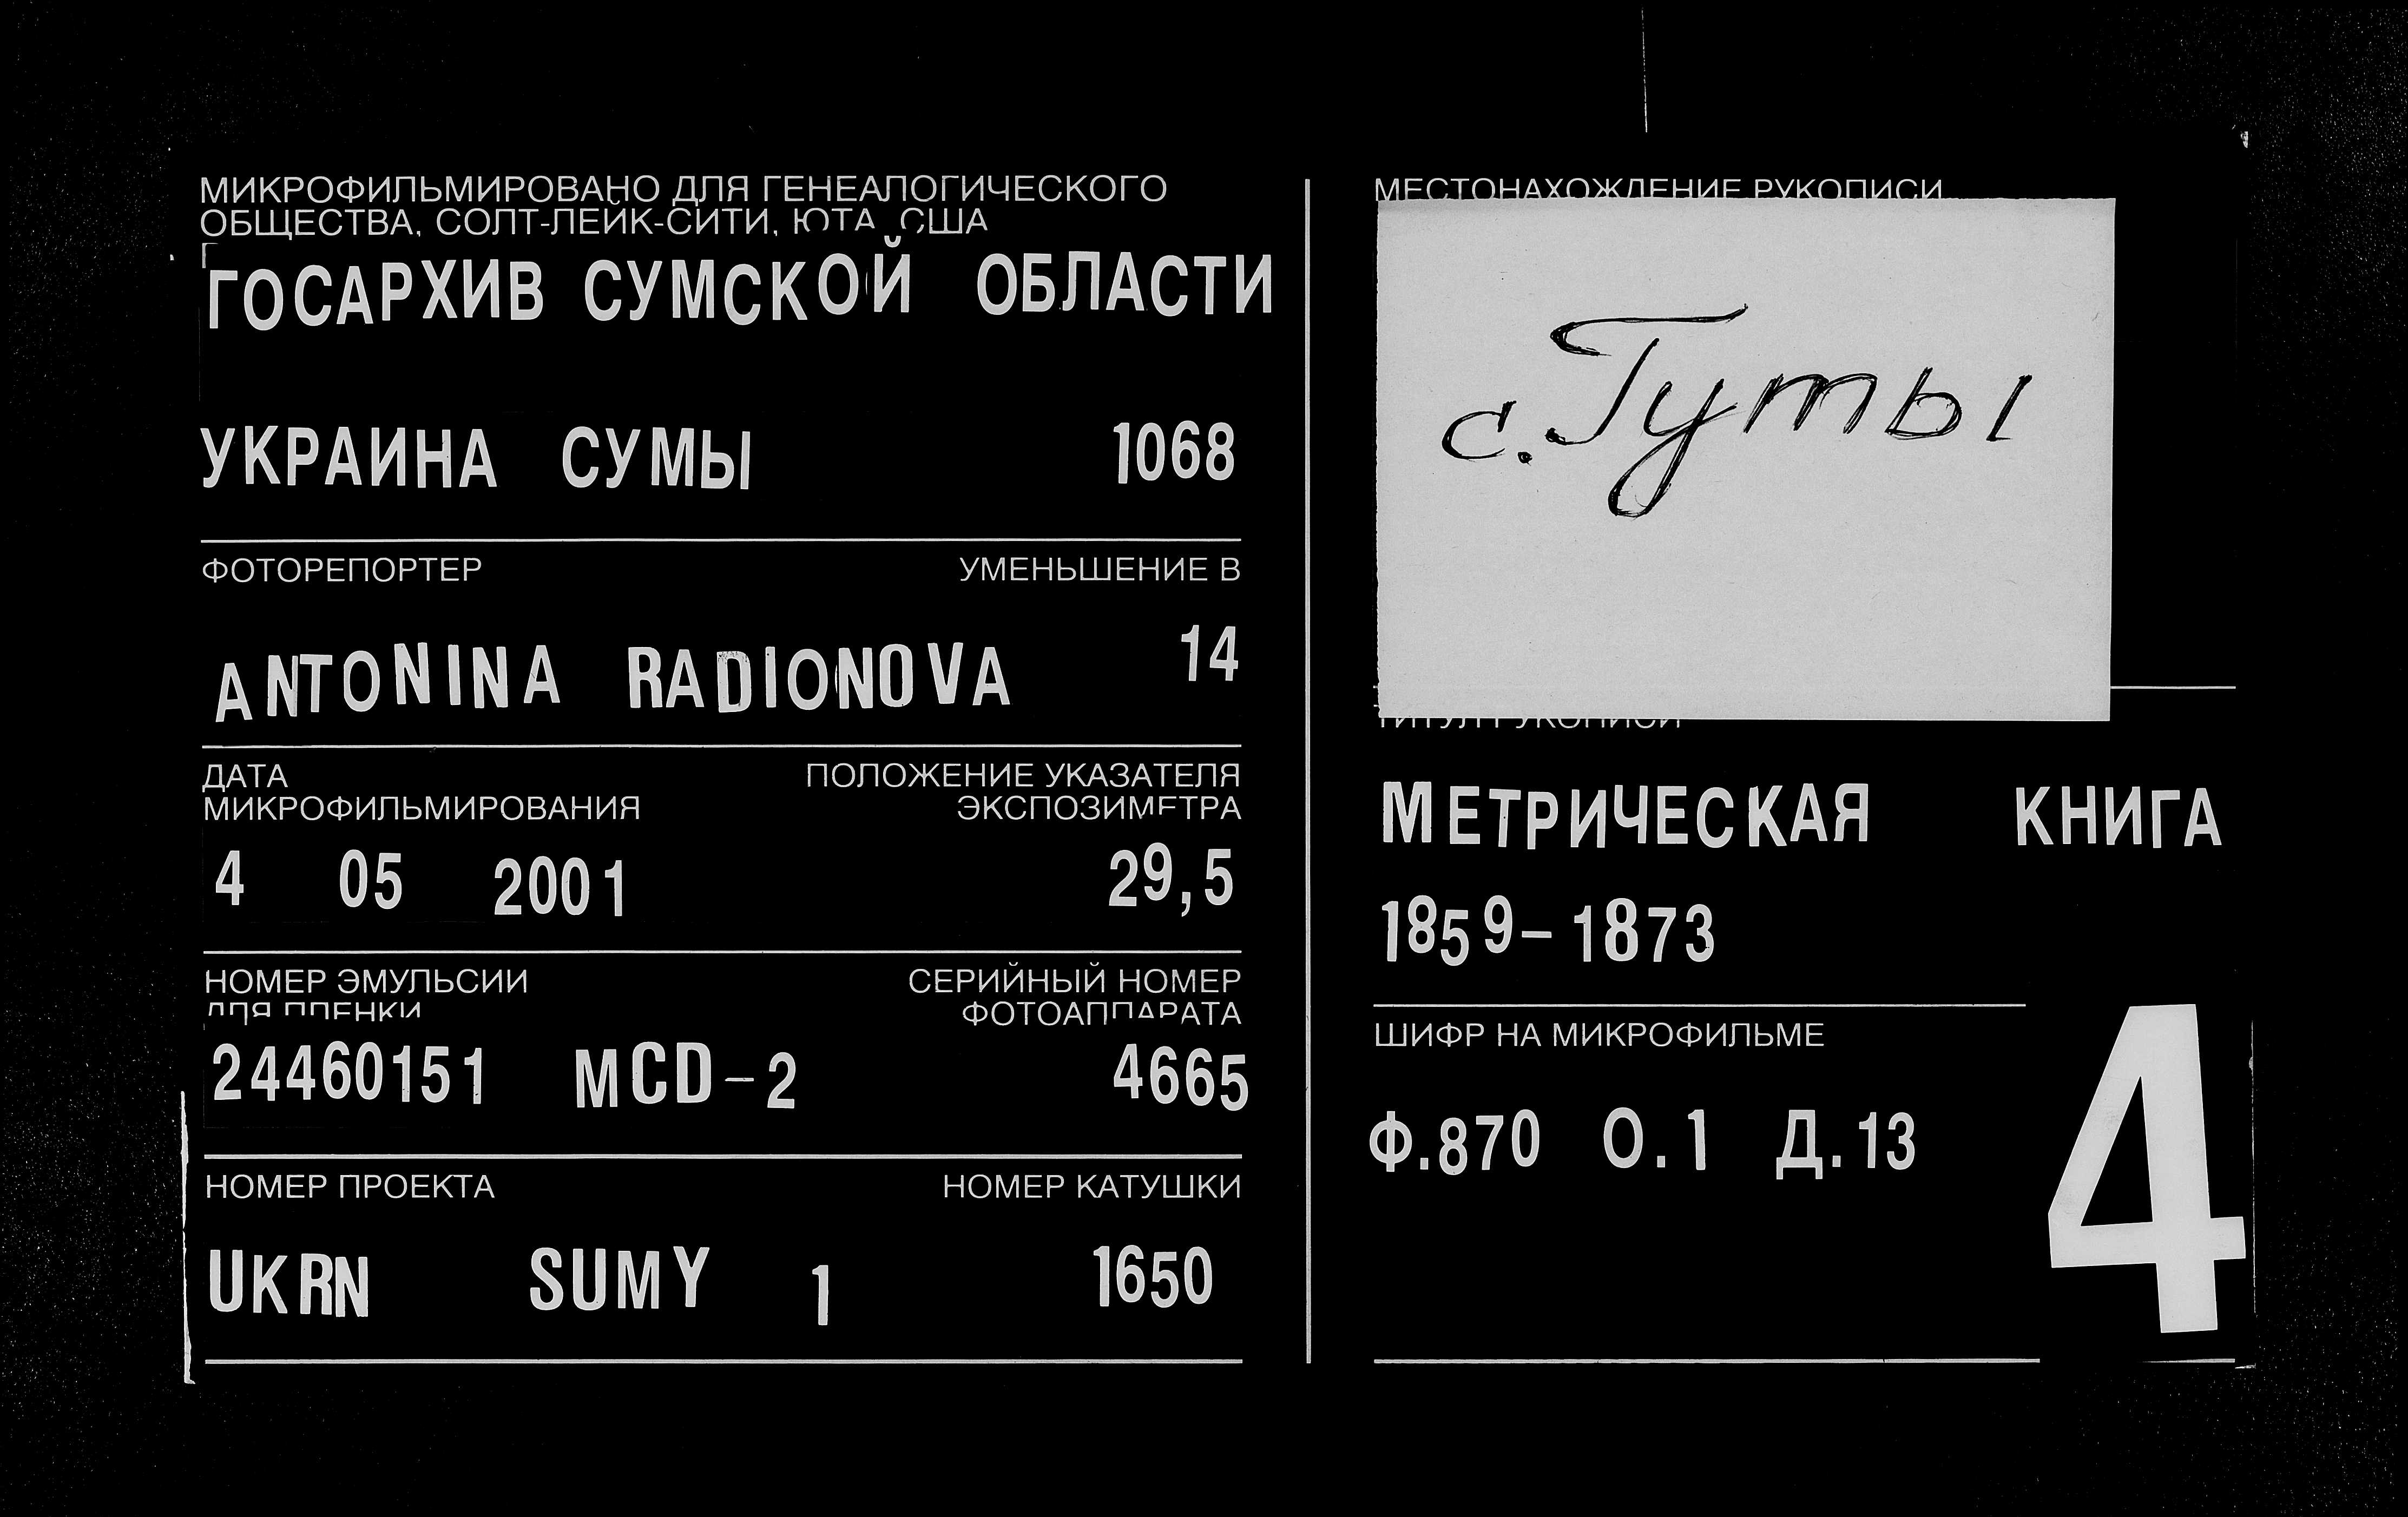 МИКРОФИЛЬМИРОВАНО ДЛЯ ГЕНЕАЛОГИЧЕСКОГО
ОБЩЕСТВА, СОЛТ-ЛЕЙК-СИТИ, ЮТА, США
ГОСАРХИВ СУМСКОЙ ОБЛАСТИ
УКРАИНА СУМЫ 1068
ФОТОРЕПОРТЕР УМЕНЬШЕНИЕ В
ANTONINA RADIONOVA 14
ДАТА ПОЛОЖЕНИЕ УКАЗАТЕЛЯ
МИКРОФИЛЬМИРОВАНИЯ ЭКСПОЗИМЕТРА
4 05 2001 29,5
НОМЕР ЭМУЛЬСИИ СЕРИЙНЫЙ НОМЕР
ДЛЯ ПЛЕНКИ ФОТОАППАРАТА
24460151 MCD-2 4665
НОМЕР ПРОЕКТА НОМЕР КАТУШКИ
UKRN SUMY 1 1650
МЕСТОНАХОЖДЕНИЕ РУКОПИСИ
с. Гуты
ТИТУЛ РУКОПИСИ
МЕТРИЧЕСКАЯ КНИГА
1859-1873
ШИФР НА МИКРОФИЛЬМЕ
Ф.870 О.1 Д.13
4